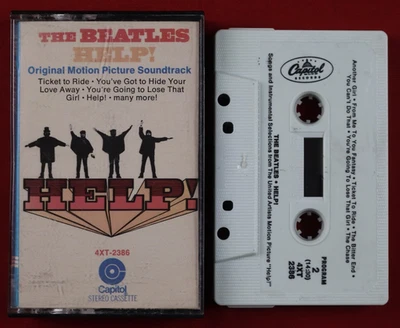 THE BEATLES
HELP!
Original Motion Picture Soundtrack
Ticket to Ride • You've Got to Hide Your
Love Away • You're Going to Lose That
Girl • Help! • many more!
HELP!
4XT-2386
Capitol
STEREO CASSETTE
Capitol
Another Girl • From Me To You Fantasy • Ticket To Ride • The Bitter End •
You Can't Do That • You're Going To Lose That Girl • The Chase
THE BEATLES • HELP!
Songs and Instrumental Selections from The United Artists Motion Picture "Help!"
PROGRAM
2
(14:30)
4XT
2386